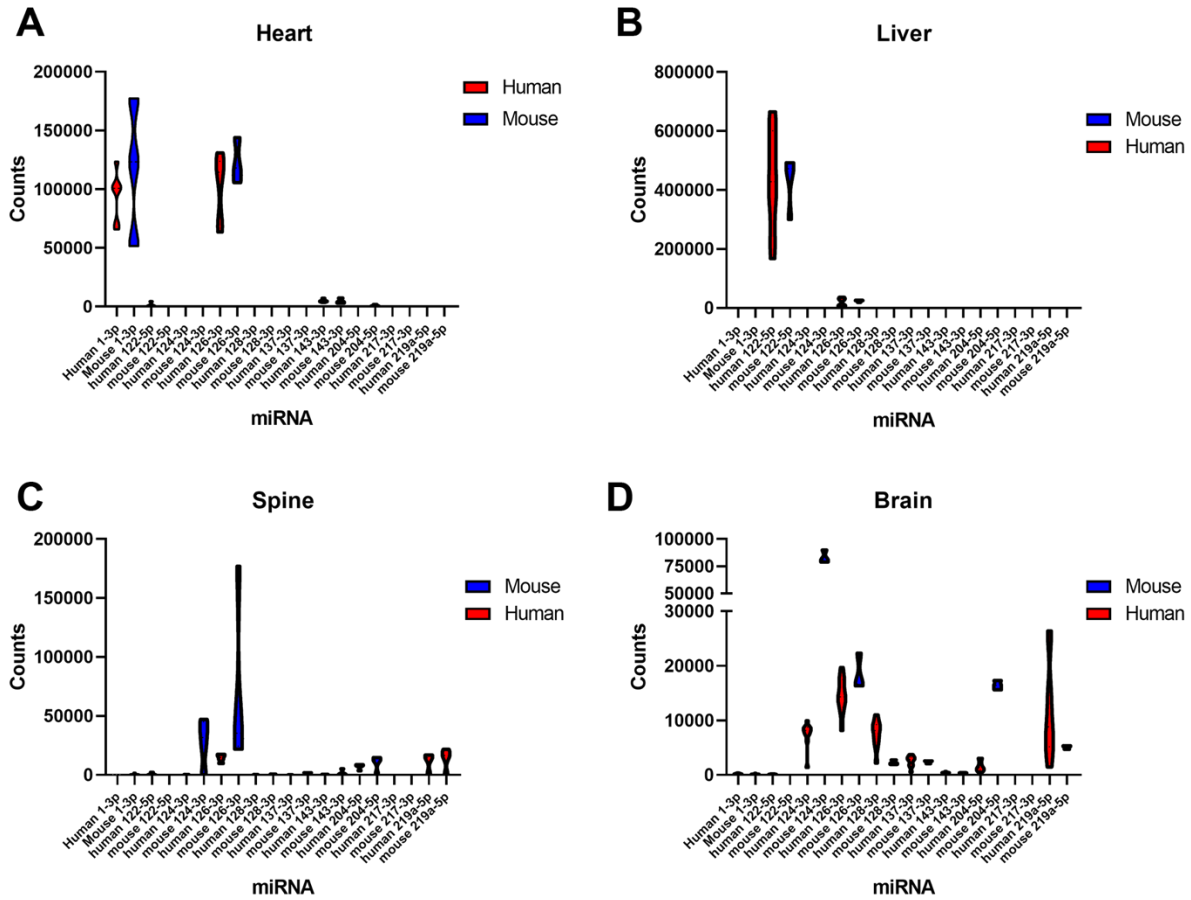 A
Heart
200000
150000
100000
50000
0
Counts
Human
Mouse
Human 1-3p
Mouse 1-3p
human 122-5p
mouse 122-5p
human 124-3p
mouse 124-3p
human 126-3p
mouse 126-3p
human 128-3p
mouse 128-3p
human 137-3p
mouse 137-3p
human 143-3p
mouse 143-3p
human 204-5p
mouse 204-5p
human 217-3p
mouse 217-3p
human 219a-5p
mouse 219a-5p
miRNA
B
Liver
800000
600000
400000
200000
0
Counts
Mouse
Human
Human 1-3p
Mouse 1-3p
human 122-5p
mouse 122-5p
human 124-3p
mouse 124-3p
human 126-3p
mouse 126-3p
human 128-3p
mouse 128-3p
human 137-3p
mouse 137-3p
human 143-3p
mouse 143-3p
human 204-5p
mouse 204-5p
human 217-3p
mouse 217-3p
human 219a-5p
mouse 219a-5p
miRNA
C
Spine
200000
150000
100000
50000
0
Counts
Mouse
Human
Human 1-3p
Mouse 1-3p
human 122-5p
mouse 122-5p
human 124-3p
mouse 124-3p
human 126-3p
mouse 126-3p
human 128-3p
mouse 128-3p
human 137-3p
mouse 137-3p
human 143-3p
mouse 143-3p
human 204-5p
mouse 204-5p
human 217-3p
mouse 217-3p
human 219a-5p
mouse 219a-5p
miRNA
D
Brain
100000
75000
50000
30000
20000
10000
0
Counts
Mouse
Human
Human 1-3p
Mouse 1-3p
human 122-5p
mouse 122-5p
human 124-3p
mouse 124-3p
human 126-3p
mouse 126-3p
human 128-3p
mouse 128-3p
human 137-3p
mouse 137-3p
human 143-3p
mouse 143-3p
human 204-5p
mouse 204-5p
human 217-3p
mouse 217-3p
human 219a-5p
mouse 219a-5p
miRNA